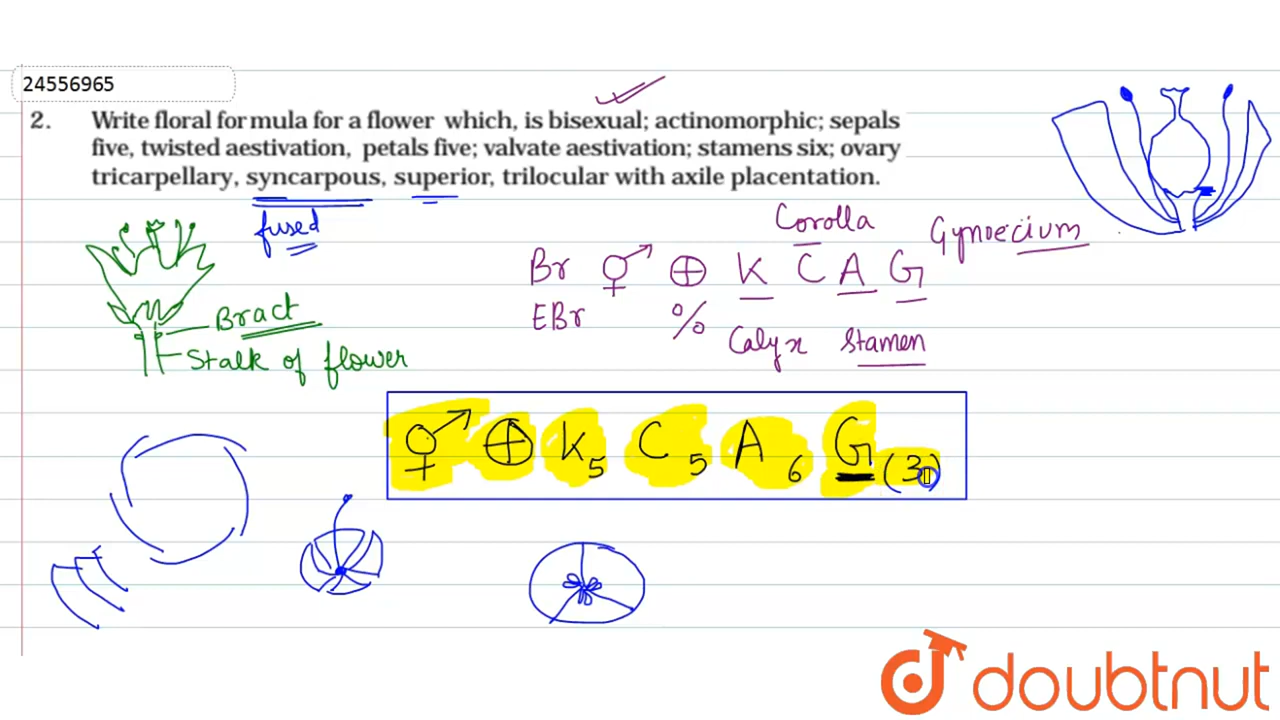 24556965
2. Write floral formula for a flower which, is bisexual; actinomorphic; sepals
five, twisted aestivation, petals five; valvate aestivation; stamens six; ovary
tricarpellary, syncarpous, superior, trilocular with axile placentation.
fused
Corolla
Gynoecium
Br ⚥ ⊕ K C A G
EBr % Calyx Stamen
Bract
Stalk of flower
⚥ ⊕ K5 C5 A6 G(3)
doubtnut